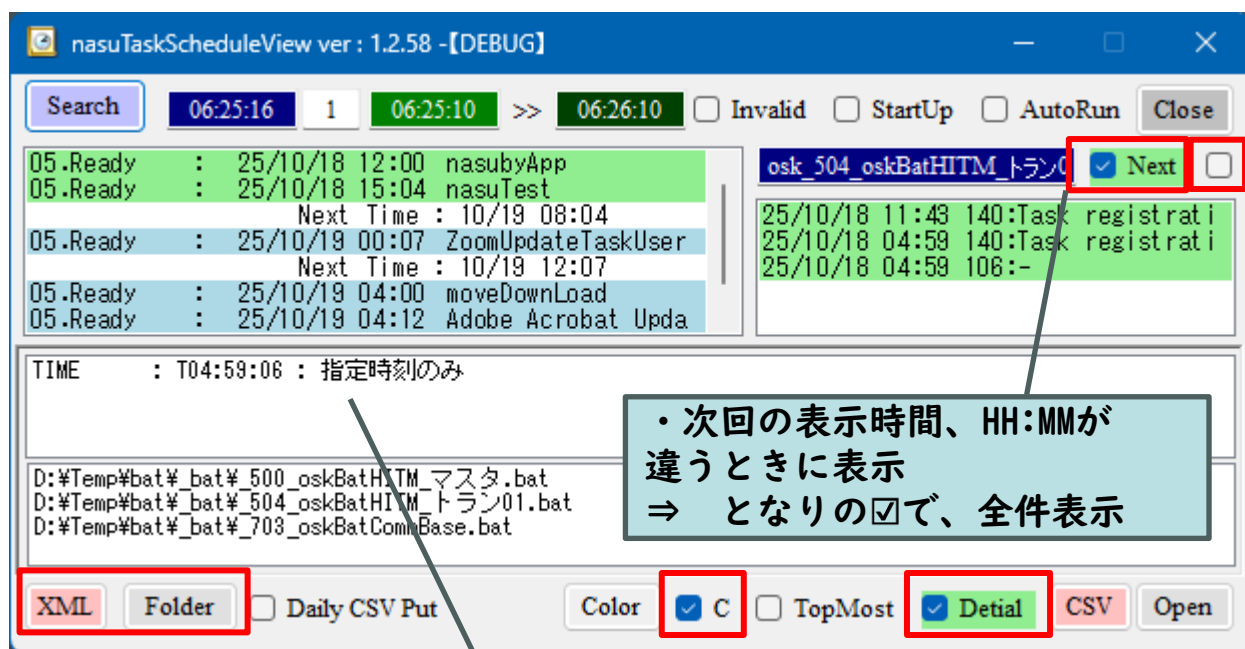 nasuTaskScheduleView ver : 1.2.58 -【DEBUG】
Search 06:25:16 1 06:25:10 >> 06:26:10 Invalid StartUp AutoRun Close
osk_504_oskBatHITM_トラン0 Next
05.Ready : 25/10/18 12:00 nasubyApp
05.Ready : 25/10/18 15:04 nasuTest
Next Time : 10/19 08:04
05.Ready : 25/10/19 00:07 ZoomUpdateTaskUser
Next Time : 10/19 12:07
05.Ready : 25/10/19 04:00 moveDownLoad
05.Ready : 25/10/19 04:12 Adobe Acrobat Upda
25/10/18 11:43 140:Task registrati
25/10/18 04:59 140:Task registrati
25/10/18 04:59 106:-
TIME : T04:59:06 : 指定時刻のみ
・次回の表示時間、HH:MMが
違うときに表示
⇒ となりの☑で、全件表示
D:¥Temp¥bat¥_bat¥_500_oskBatHITM_マスタ.bat
D:¥Temp¥bat¥_bat¥_504_oskBatHITM_トラン01.bat
D:¥Temp¥bat¥_bat¥_703_oskBatCommBase.bat
XML Folder Daily CSV Put Color C TopMost Detial CSV Open